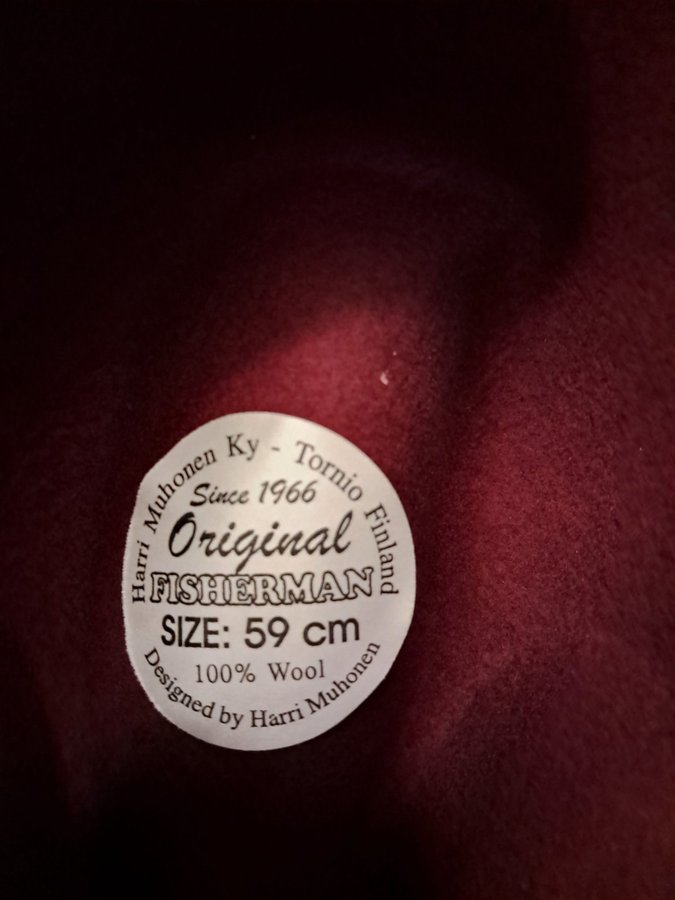 Harri Muhonen Ky - Tornio Finland
Since 1966
Original
FISHERMAN
SIZE: 59 cm
100% Wool
Designed by Harri Muhonen